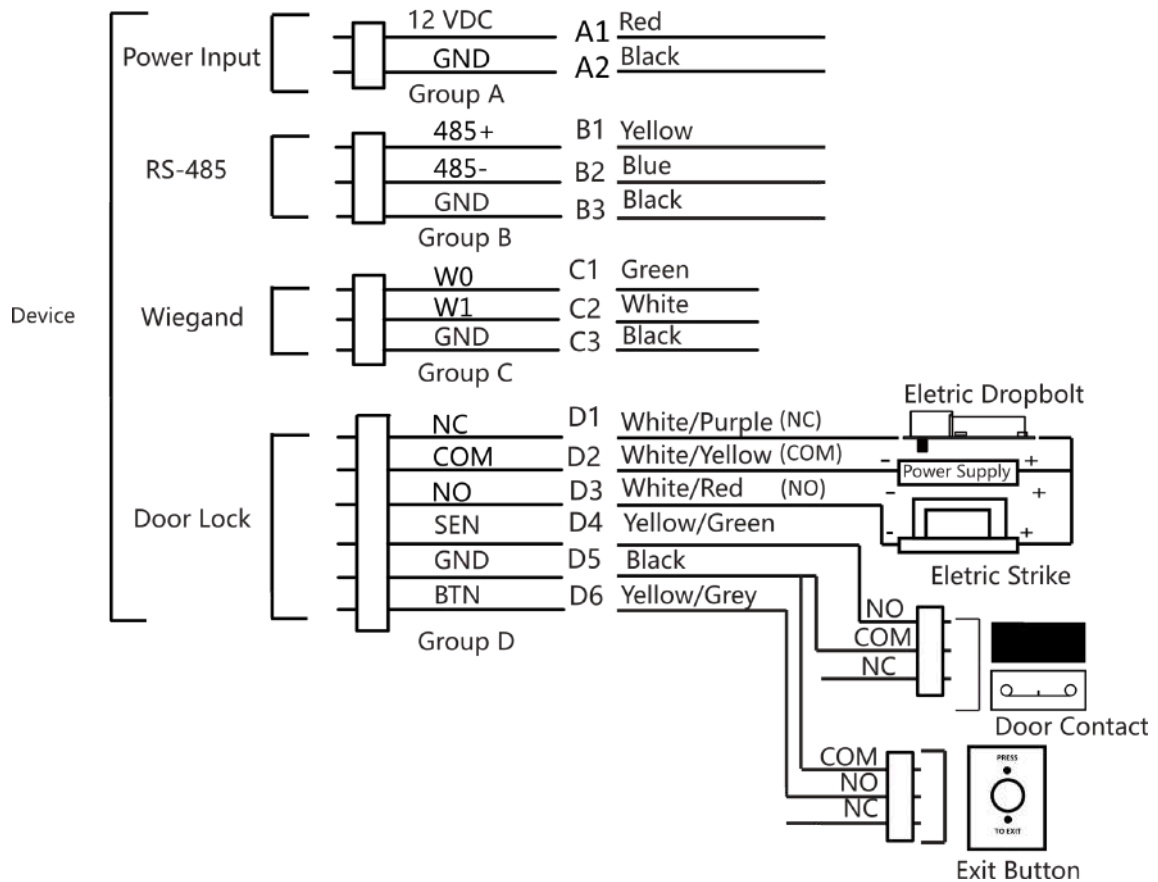 12 VDC A1 Red
Power Input GND A2 Black
Group A
485+ B1 Yellow
RS-485 485- B2 Blue
GND B3 Black
Group B
W0 C1 Green
Device Wiegand W1 C2 White
GND C3 Black
Group C
Eletric Dropbolt
NC D1 White/Purple (NC)
COM D2 White/Yellow (COM) - Power Supply +
NO D3 White/Red (NO) - +
Door Lock SEN D4 Yellow/Green - +
GND D5 Black Eletric Strike
BTN D6 Yellow/Grey
Group D
NO
COM
NC
Door Contact
COM PRESS
NO
NC TO EXIT
Exit Button